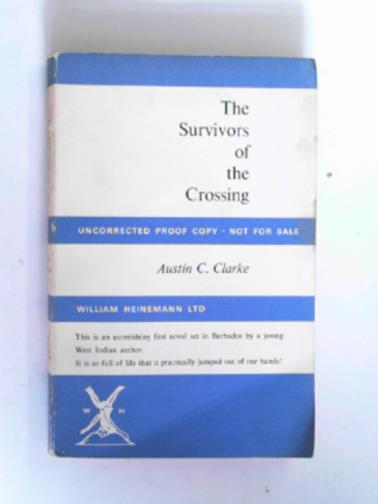 The
Survivors
of
the
Crossing
UNCORRECTED PROOF COPY · NOT FOR SALE
Austin C. Clarke
WILLIAM HEINEMANN LTD
This is an astonishing first novel set in Barbados by a young
West Indian author.
It is so full of life that it practically jumped out of our hands!
W H